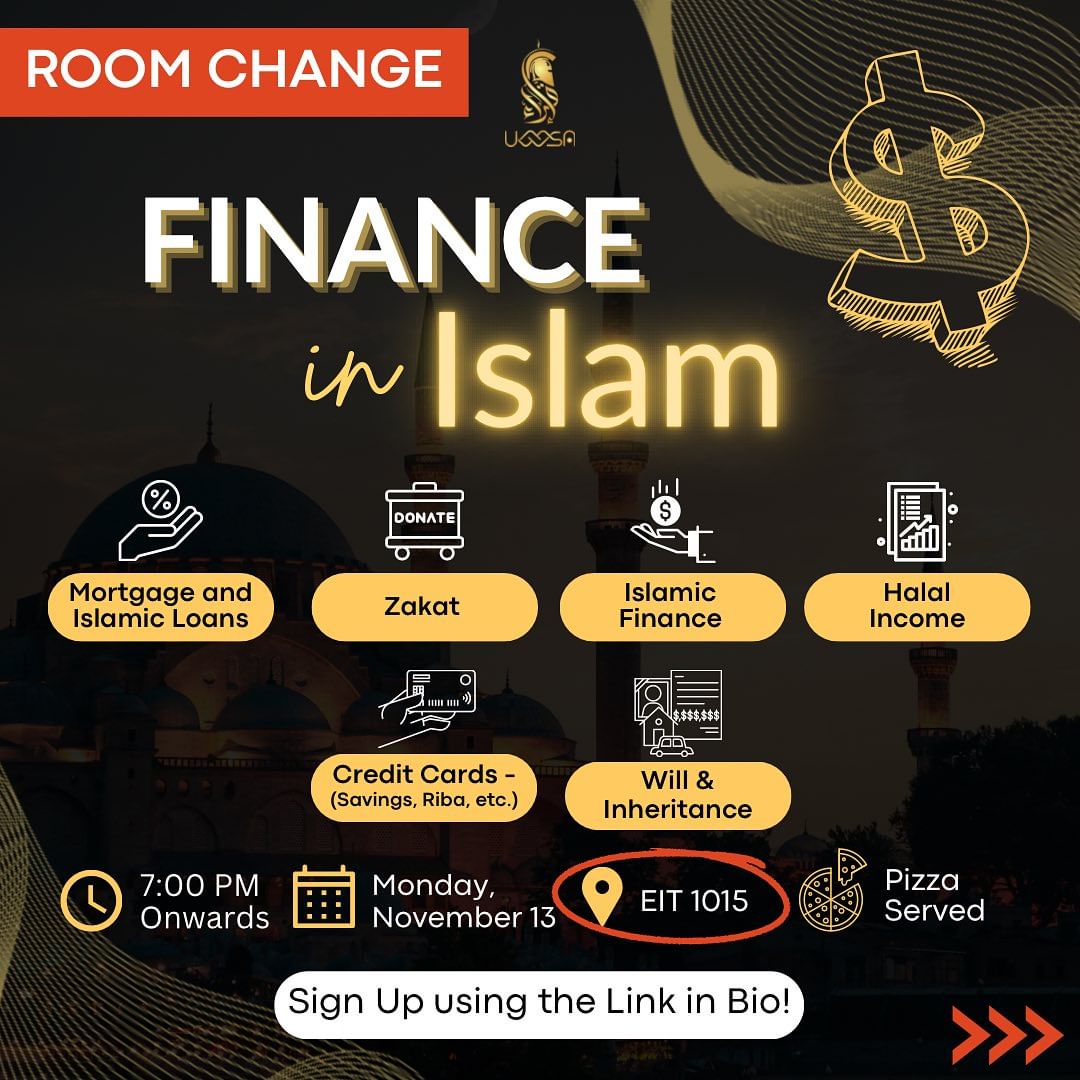 ROOM CHANGE
FINANCE
in Islam
DONATE
Mortgage and
Islamic Loans
Zakat
$
Islamic
Finance
Halal
Income
Credit Cards -
(Savings, Riba, etc.)
$,$$$,$$$
Will &
Inheritance
7:00 PM
Onwards
Monday,
November 13
EIT 1015
Pizza
Served
Sign Up using the Link in Bio!